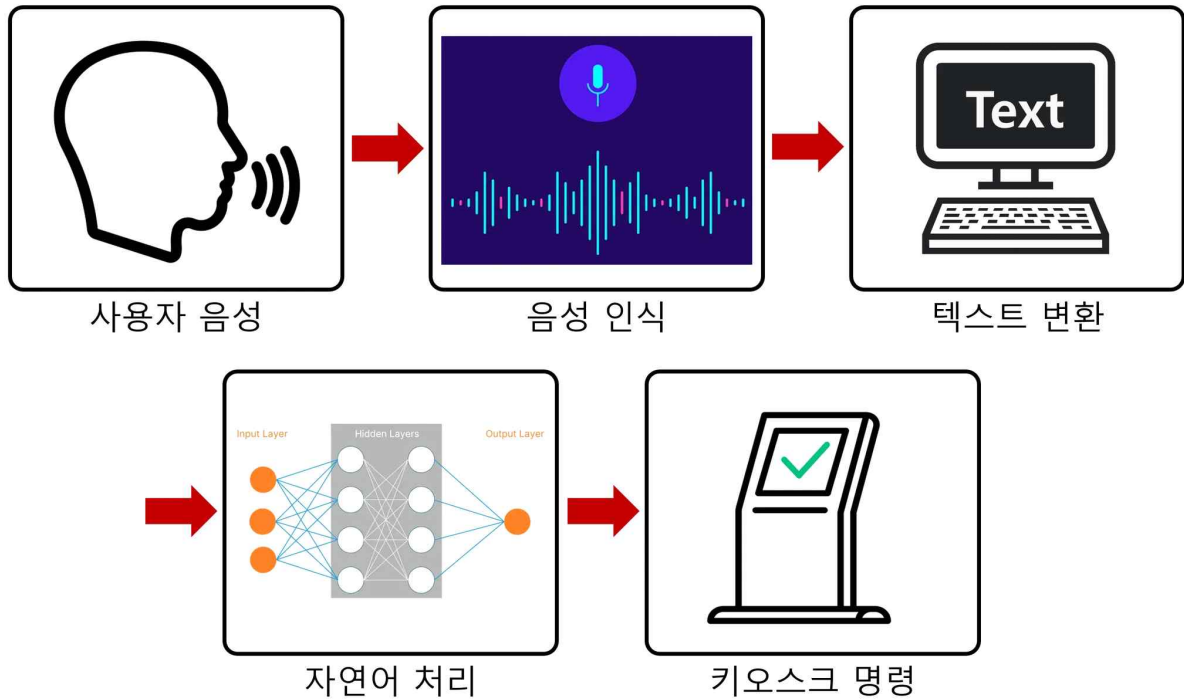 Text
사용자 음성
음성 인식
텍스트 변환
Input Layer
Hidden Layers
Output Layer
자연어 처리
키오스크 명령